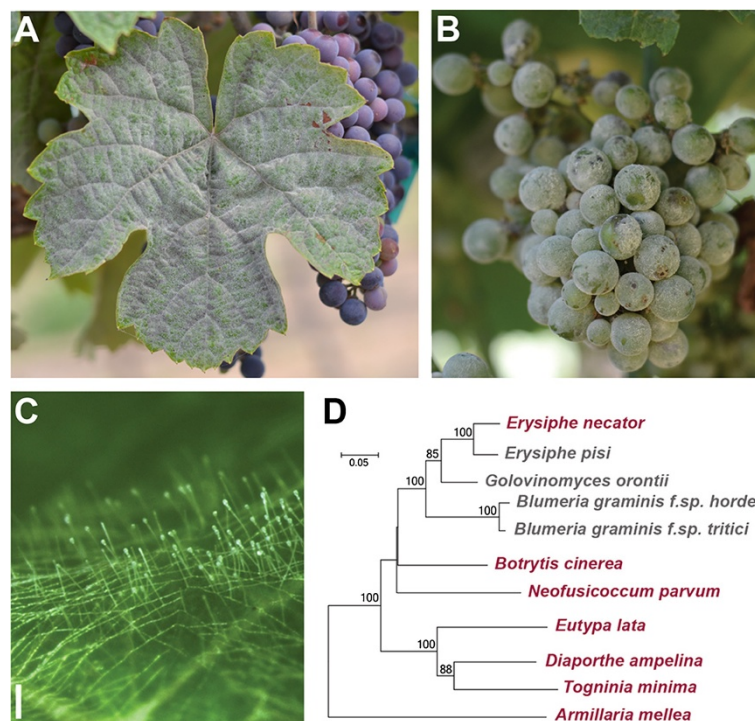 A
B
C
D
100
Erysiphe necator
85
Erysiphe pisi
0.05
100
Golovinomyces orontii
100
Blumeria graminis f.sp. horde
Blumeria graminis f.sp. tritici
Botrytis cinerea
Neofusicoccum parvum
100
Eutypa lata
100
Diaporthe ampelina
88
Togninia minima
Armillaria mellea